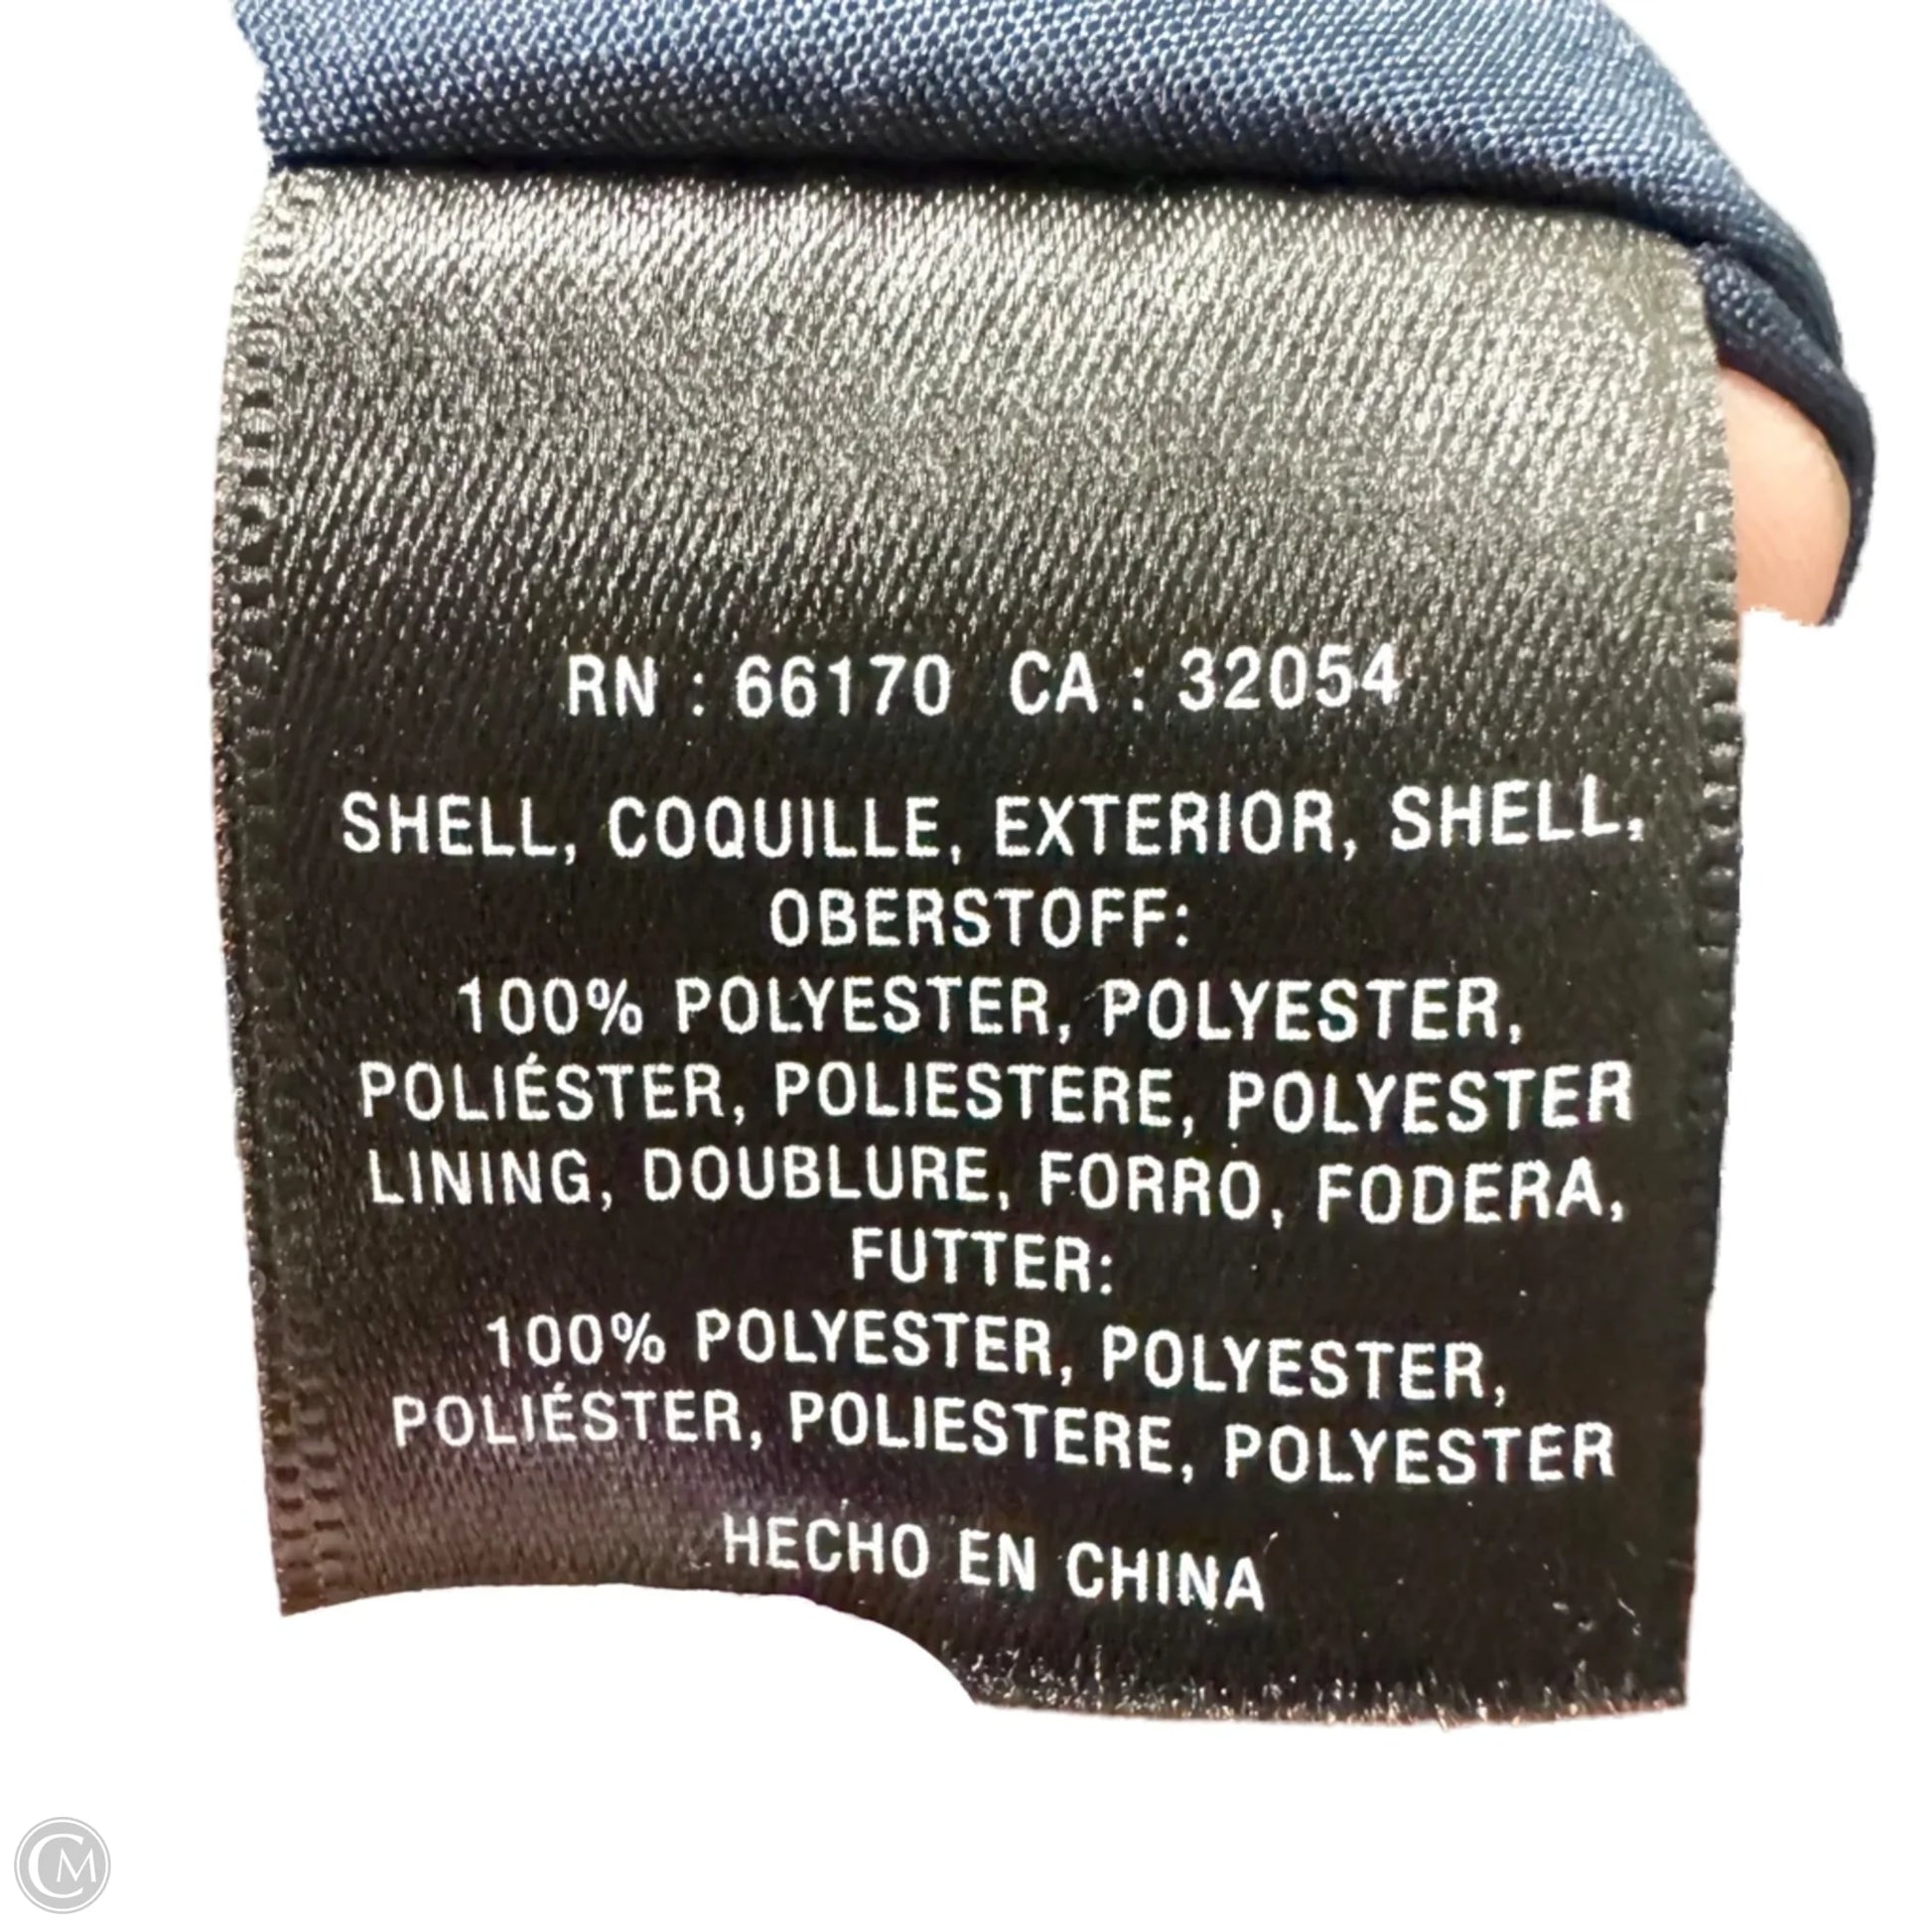 RN : 66170 CA : 32054
SHELL, COQUILLE, EXTERIOR, SHELL,
OBERSTOFF:
100% POLYESTER, POLYESTER,
POLIÉSTER, POLIESTERE, POLYESTER
LINING, DOUBLURE, FORRO, FODERA,
FUTTER:
100% POLYESTER, POLYESTER,
POLIÉSTER, POLIESTERE, POLYESTER
HECHO EN CHINA
CM